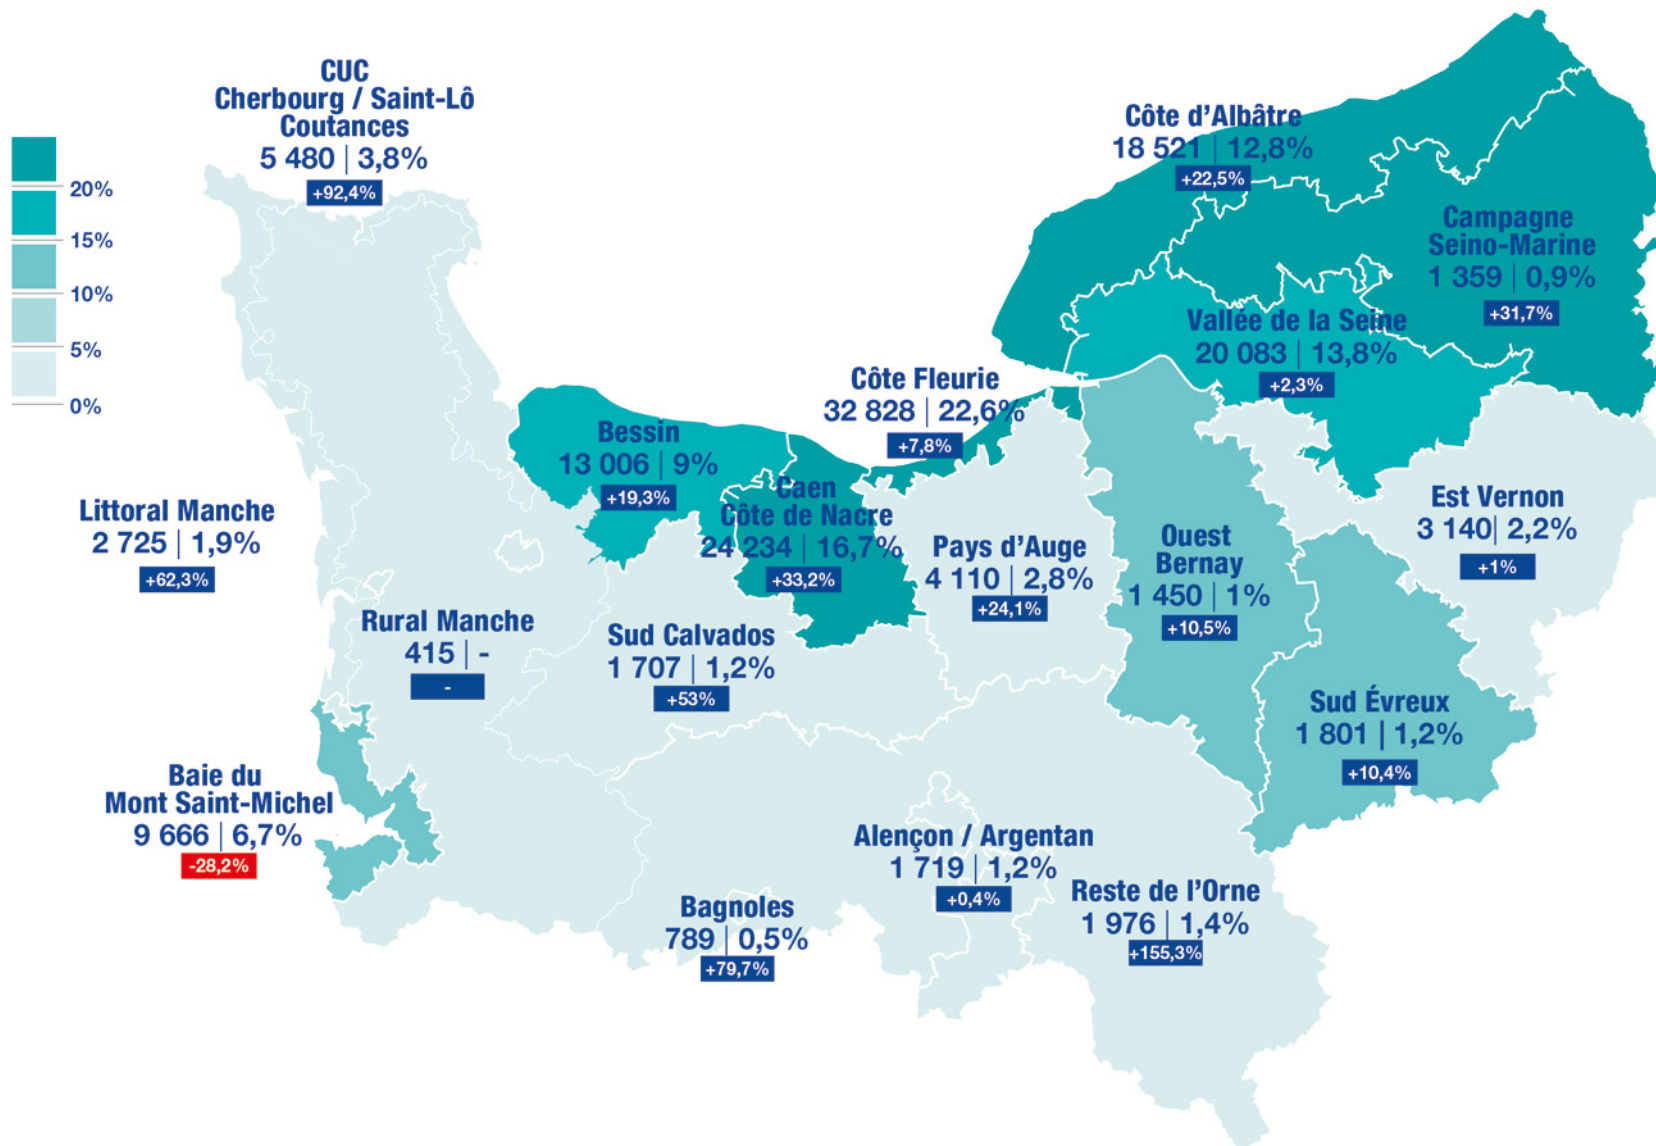 CUC
Cherbourg / Saint-Lô
Coutances
5 480 | 3,8%
+92,4%
20%
15%
10%
5%
0%
Côte d'Albâtre
18 521 | 12,8%
+22,5%
Campagne
Seino-Marine
1 359 | 0,9%
+31,7%
Vallée de la Seine
20 083 | 13,8%
+2,3%
Côte Fleurie
32 828 | 22,6%
+7,8%
Bessin
13 006 | 9%
+19,3%
Caen
Côte de Nacre
24 234 | 16,7%
+33,2%
Littoral Manche
2 725 | 1,9%
+62,3%
Pays d'Auge
4 110 | 2,8%
+24,1%
Ouest
Bernay
1 450 | 1%
+10,5%
Est Vernon
3 140| 2,2%
+1%
Rural Manche
415 | -
-
Sud Calvados
1 707 | 1,2%
+53%
Sud Évreux
1 801 | 1,2%
+10,4%
Baie du
Mont Saint-Michel
9 666 | 6,7%
-28,2%
Alençon / Argentan
1 719 | 1,2%
+0,4%
Bagnoles
789 | 0,5%
+79,7%
Reste de l'Orne
1 976 | 1,4%
+155,3%